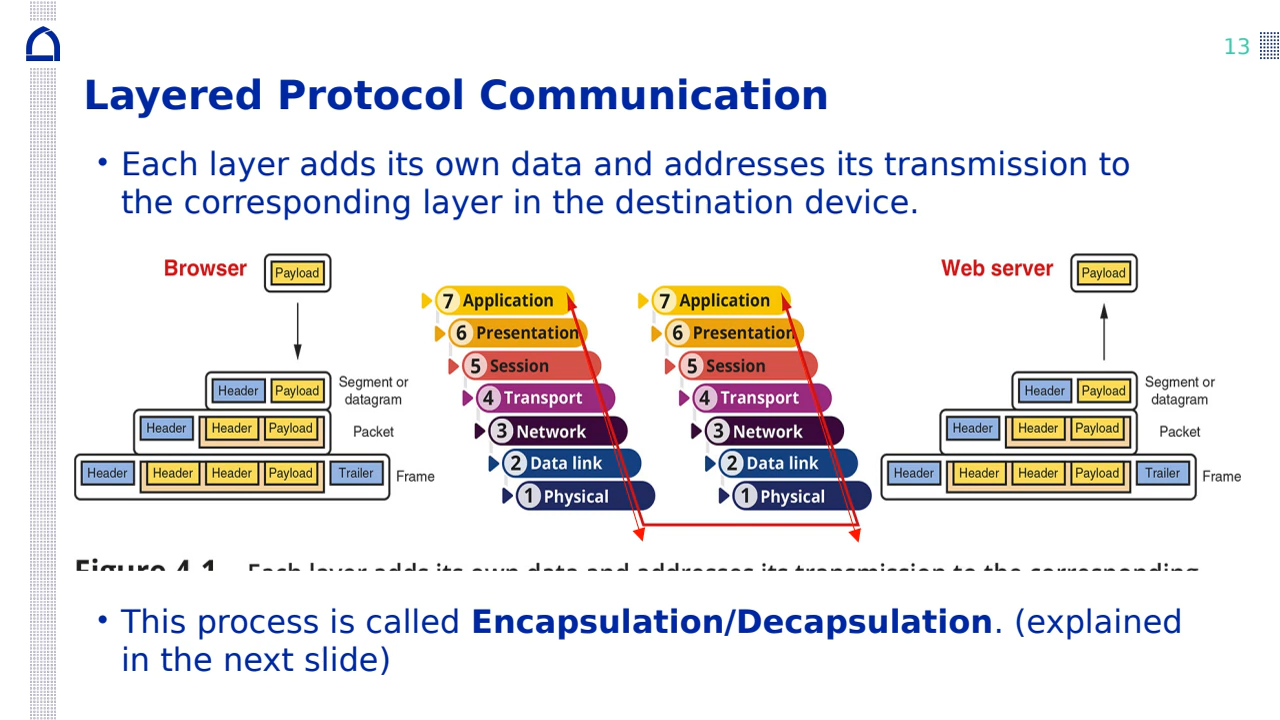 13
Layered Protocol Communication
• Each layer adds its own data and addresses its transmission to
the corresponding layer in the destination device.
Browser
Payload
Header Payload
Segment or
datagram
Header Header Payload
Packet
Header Header Header Payload Trailer
Frame
7 Application
6 Presentation
5 Session
4 Transport
3 Network
2 Data link
1 Physical
7 Application
6 Presentation
5 Session
4 Transport
3 Network
2 Data link
1 Physical
Web server
Payload
Header Payload
Segment or
datagram
Header Header Payload
Packet
Header Header Header Payload Trailer
Frame
Figure 4-1 Each layer adds its own data and addresses its transmission to the corresponding
• This process is called Encapsulation/Decapsulation. (explained
in the next slide)